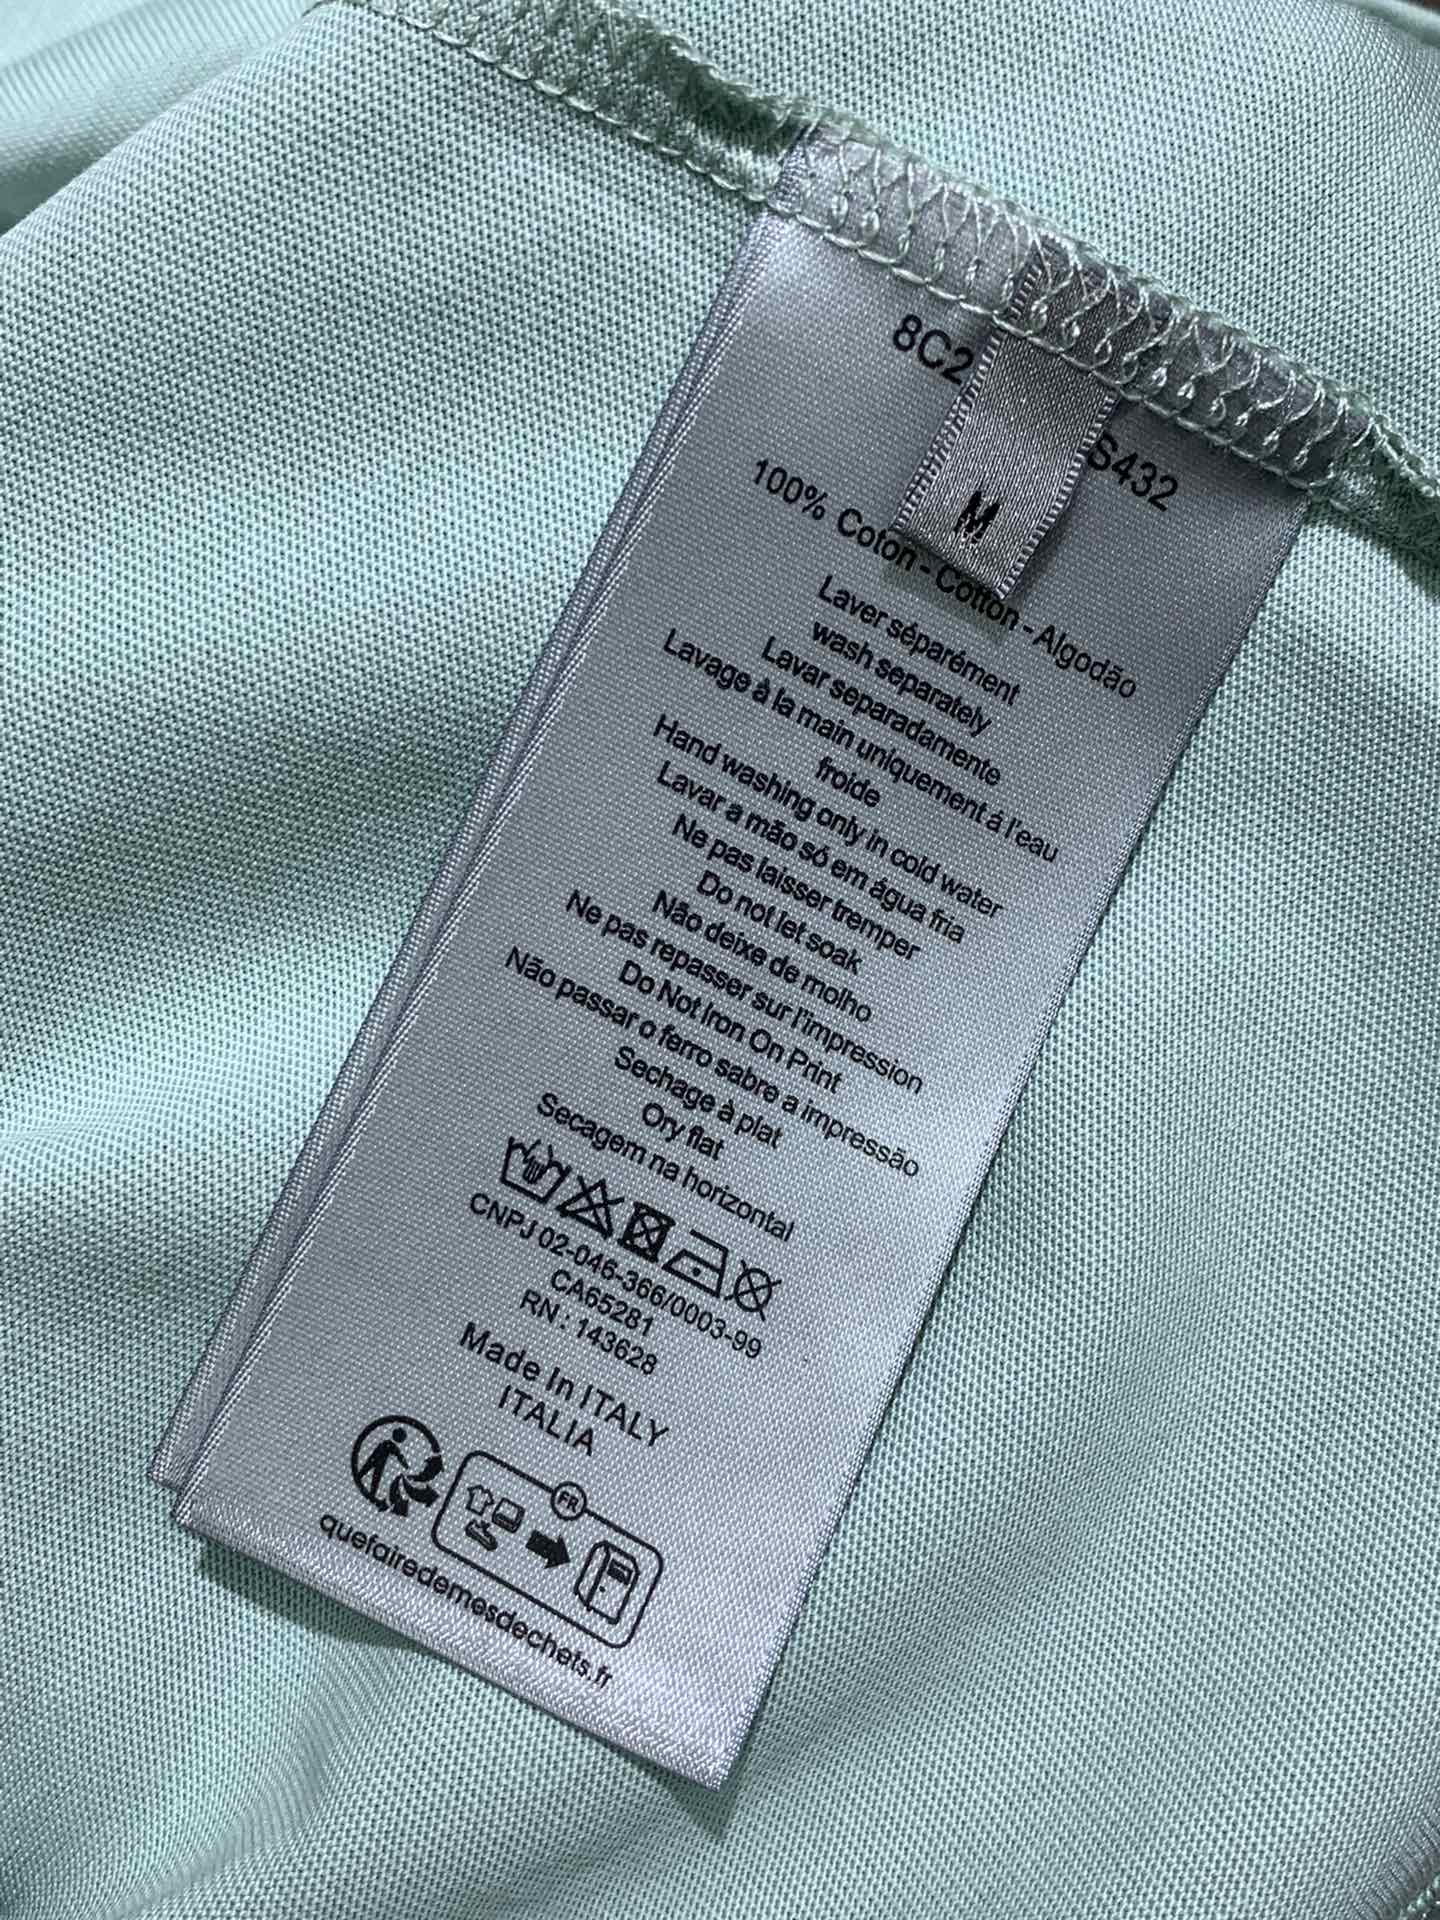 8C2 S432
M
100% Coton - Cotton - Algodão
Laver séparément
wash separately
Lavar separadamente
Lavage à la main uniquement á l'eau
froide
Hand washing only in cold water
Lavar a mão só em água fria
Ne pas laisser tremper
Do not let soak
Não deixe de molho
Ne pas repasser sur l'impression
Do Not Iron On Print
Não passar o ferro sabre a impressão
Sechage à plat
Ory flat
Secagem na horizontal
CNPJ 02-046-366/0003-99
CA65281
RN : 143628
Made In ITALY
ITALIA
FR
quefairedemesdechets.fr